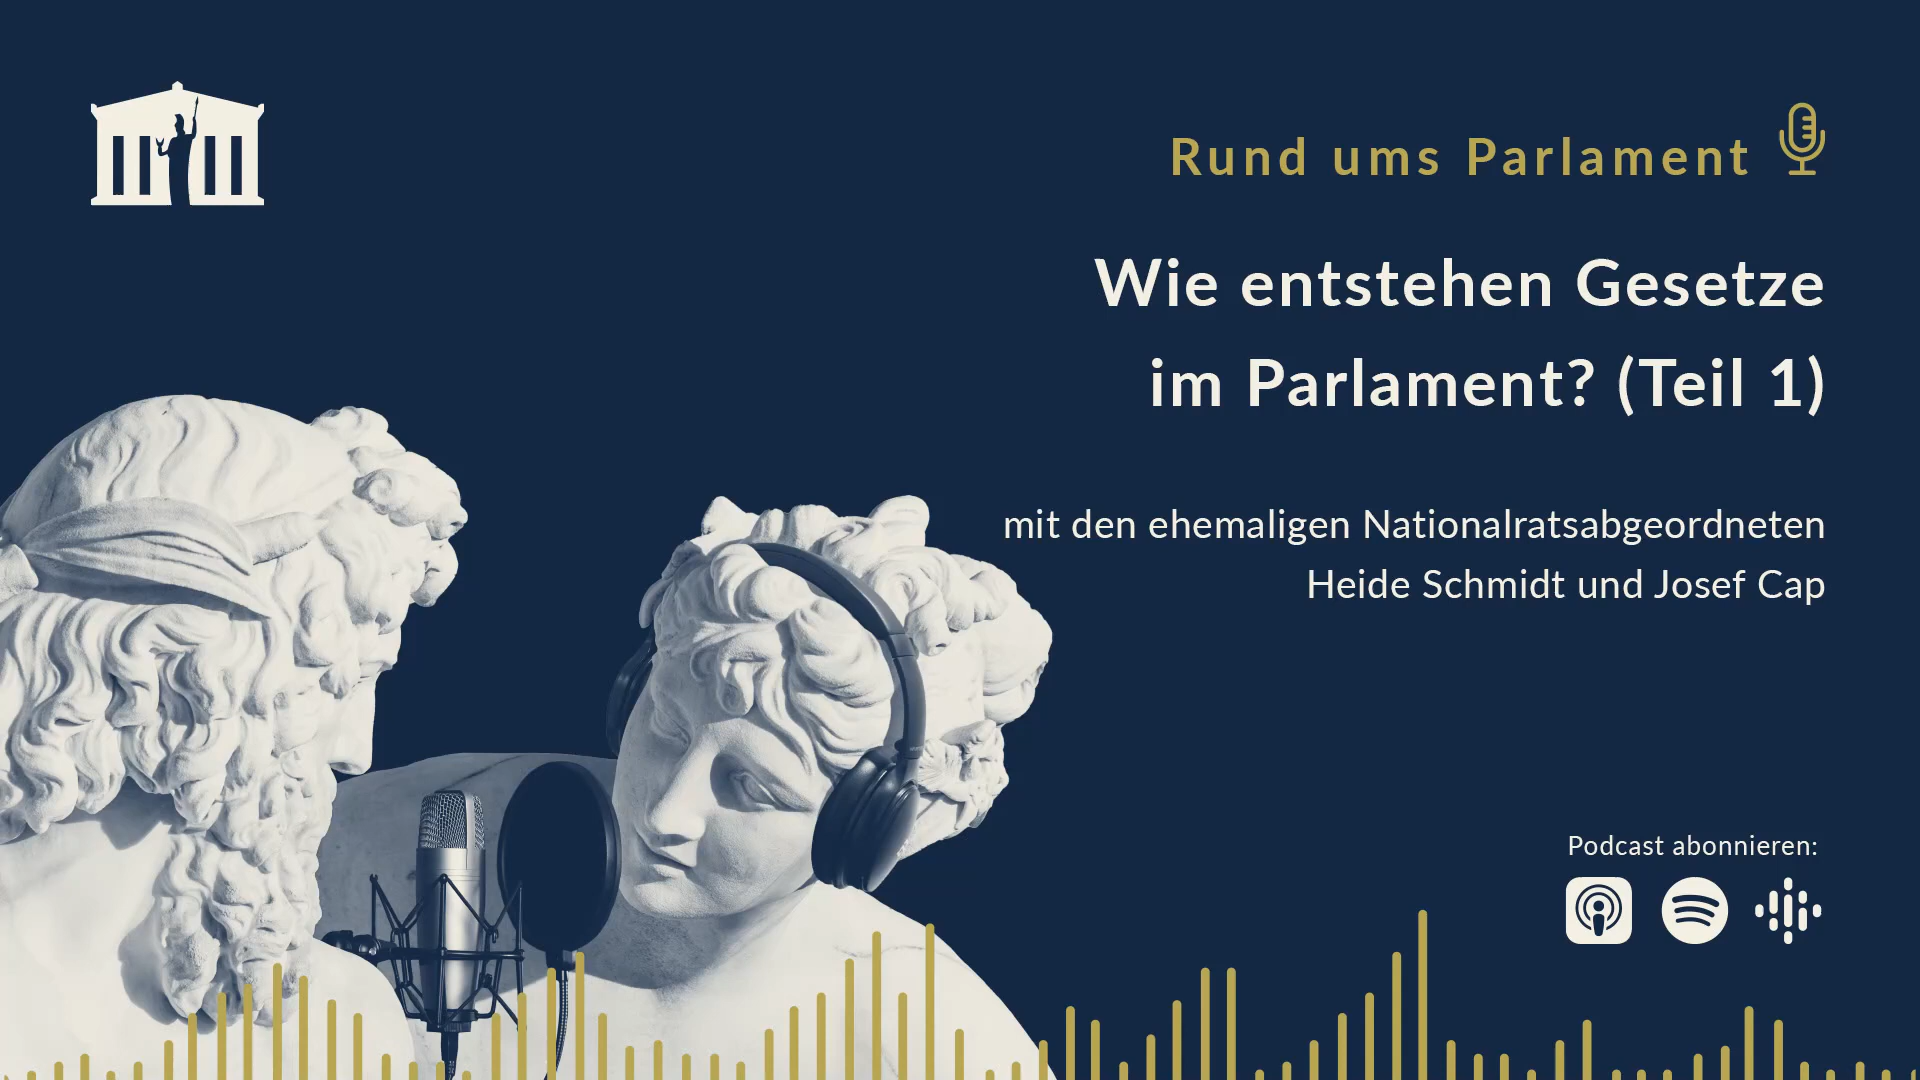 Rund ums Parlament
Wie entstehen Gesetze
im Parlament? (Teil 1)
mit den ehemaligen Nationalratsabgeordneten
Heide Schmidt und Josef Cap
Podcast abonnieren: